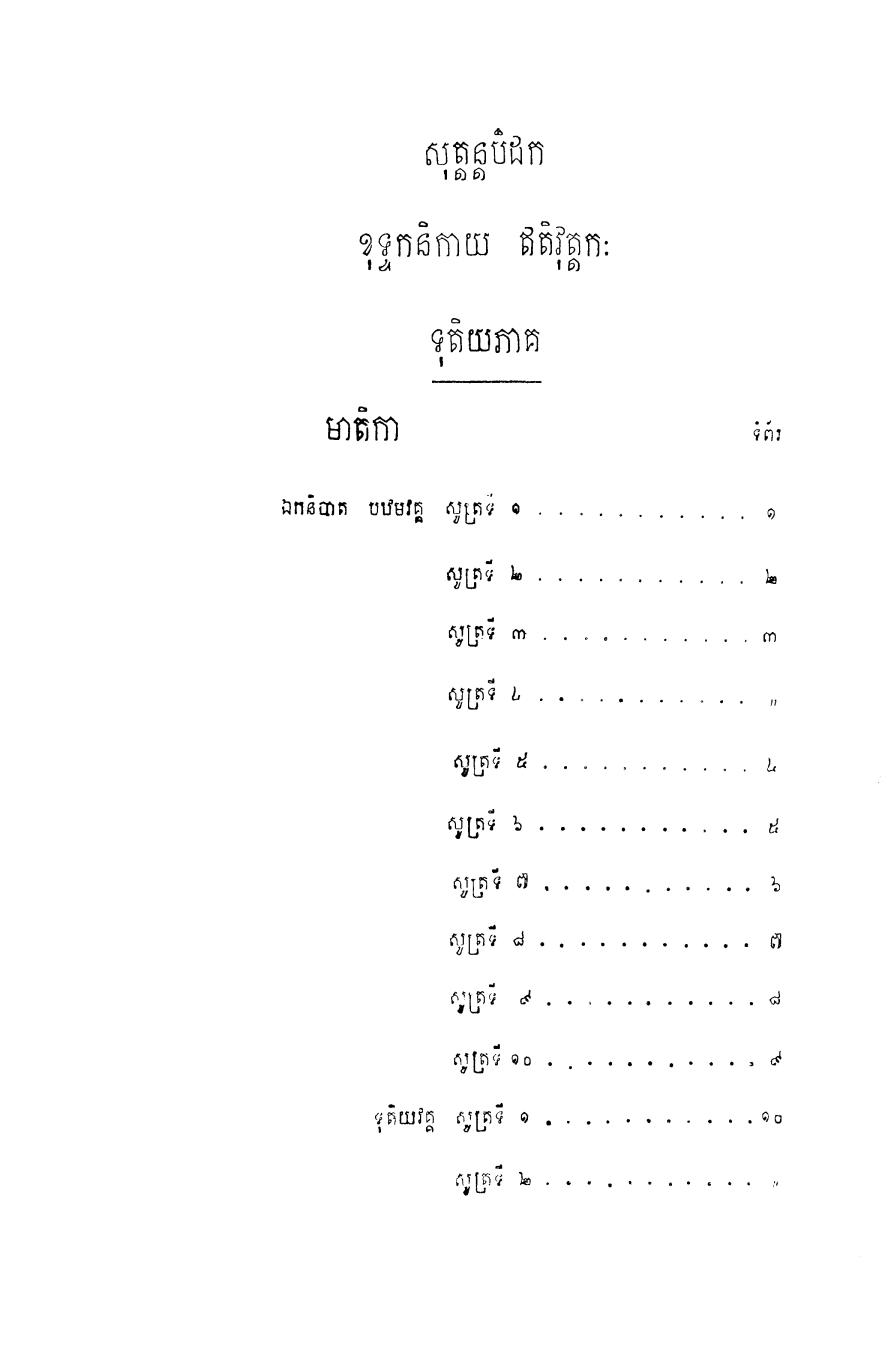 សុត្តន្តបិដក
ខុទ្ទកនិកាយ ឥតិវុត្តកៈ
ទុតិយភាគ
មាតិកា ទំព័រ
ឯកនិបាត បឋមវគ្គ សូត្រទី ១ . . . . . . . . . . . ១
សូត្រទី ២ . . . . . . . . . . . ២
សូត្រទី ៣ . . . . . . . . . . . ៣
សូត្រទី ៤ . . . . . . . . . . . "
សូត្រទី ៥ . . . . . . . . . . . ៤
សូត្រទី ៦ . . . . . . . . . . . ៥
សូត្រទី ៧ . . . . . . . . . . . ៦
សូត្រទី ៨ . . . . . . . . . . . ៧
សូត្រទី ៩ . . . . . . . . . . . ៨
សូត្រទី ១០ . . . . . . . . . . . ៩
ទុតិយវគ្គ សូត្រទី ១ . . . . . . . . . . . ១០
សូត្រទី ២ . . . . . . . . . . . "